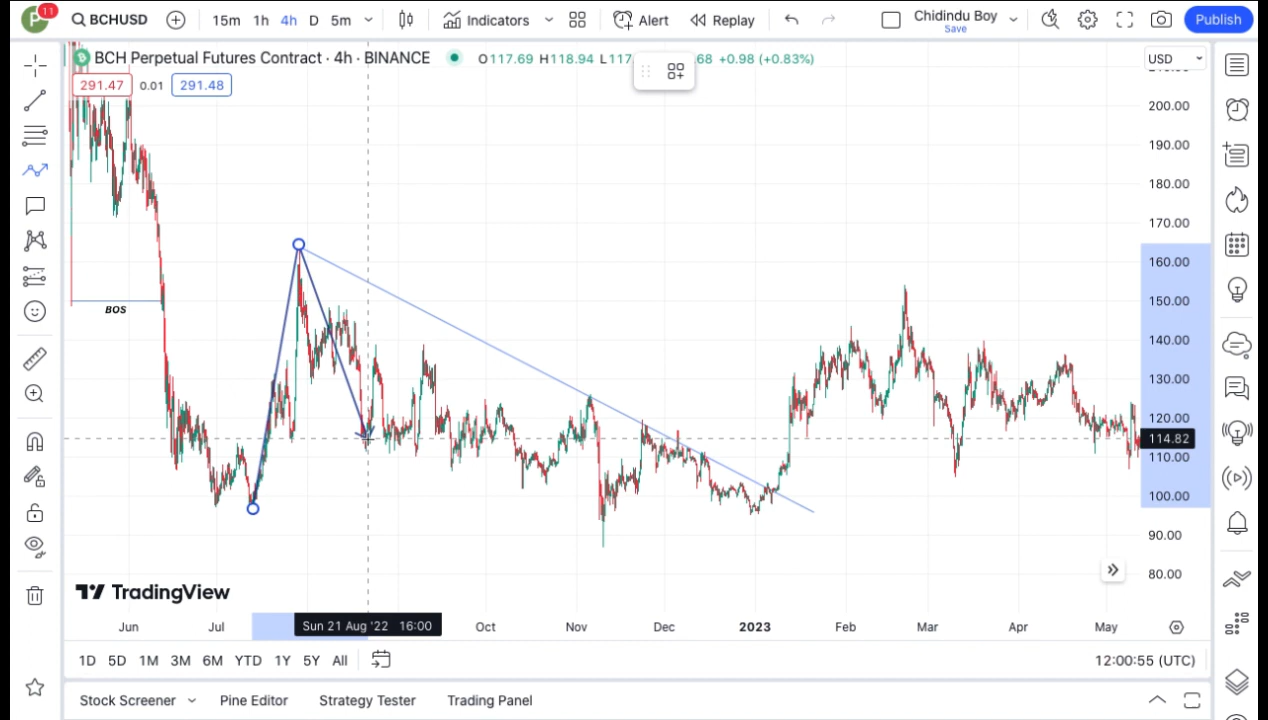 11
BCHUSD 15m 1h 4h D 5m Indicators Alert Replay Chidindu Boy Save Publish
BCH Perpetual Futures Contract · 4h · BINANCE O117.69 H118.94 L117. 68 +0.98 (+0.83%) USD
291.47 0.01 291.48
200.00
190.00
180.00
170.00
160.00
150.00
BOS
140.00
130.00
120.00
114.82
110.00
100.00
90.00
80.00
TradingView
Jun Jul Sun 21 Aug '22 16:00 Oct Nov Dec 2023 Feb Mar Apr May
1D 5D 1M 3M 6M YTD 1Y 5Y All 12:00:55 (UTC)
Stock Screener Pine Editor Strategy Tester Trading Panel